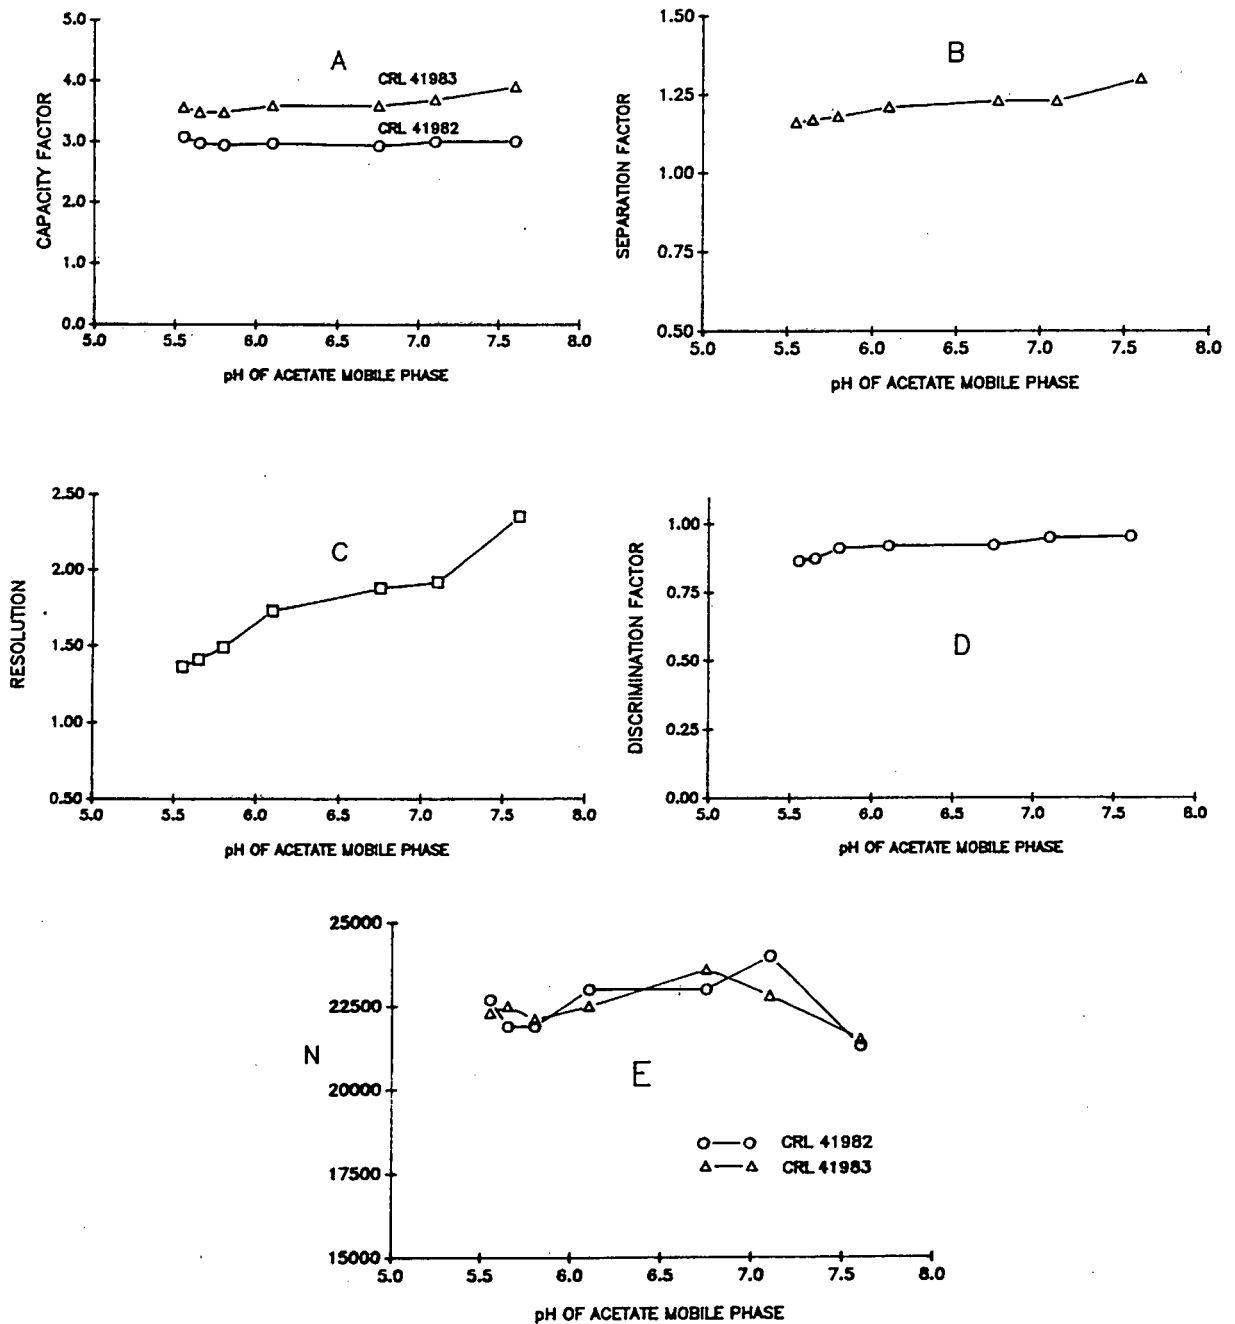 5.0
A
CRL 41983
4.0
CRL 41982
3.0
2.0
1.0
0.0
CAPACITY FACTOR
5.0 5.5 6.0 6.5 7.0 7.5 8.0
pH OF ACETATE MOBILE PHASE
1.50
B
1.25
1.00
0.75
0.50
SEPARATION FACTOR
5.0 5.5 6.0 6.5 7.0 7.5 8.0
pH OF ACETATE MOBILE PHASE
2.50
C
2.00
1.50
1.00
0.50
RESOLUTION
5.0 5.5 6.0 6.5 7.0 7.5 8.0
pH OF ACETATE MOBILE PHASE
1.00
0.75
D
0.50
0.25
0.00
DISCRIMINATION FACTOR
5.0 5.5 6.0 6.5 7.0 7.5 8.0
pH OF ACETATE MOBILE PHASE
25000
22500
N
E
20000
CRL 41982
CRL 41983
17500
15000
5.0 5.5 6.0 6.5 7.0 7.5 8.0
pH OF ACETATE MOBILE PHASE